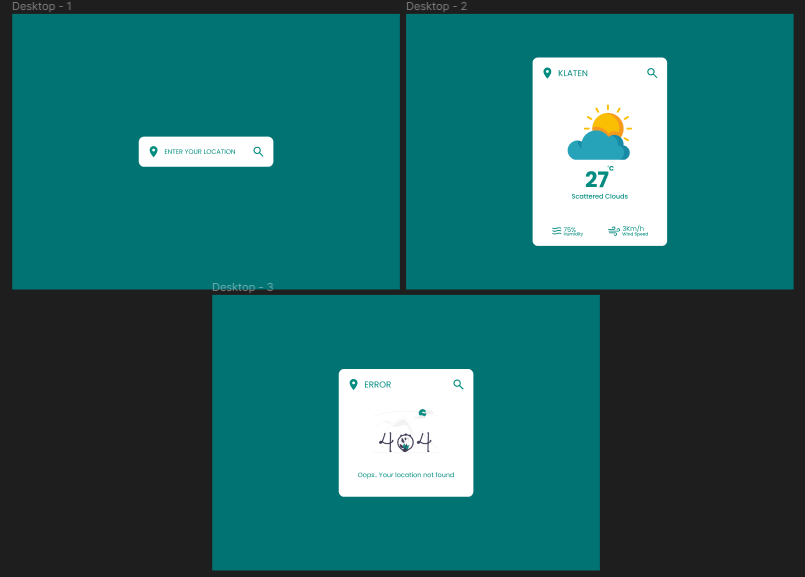 Desktop - 1
ENTER YOUR LOCATION
Desktop - 2
KLATEN
27°C
Scattered Clouds
75%
Humidity
3Km/h
Wind Speed
Desktop - 3
ERROR
404
Oops.. Your location not found